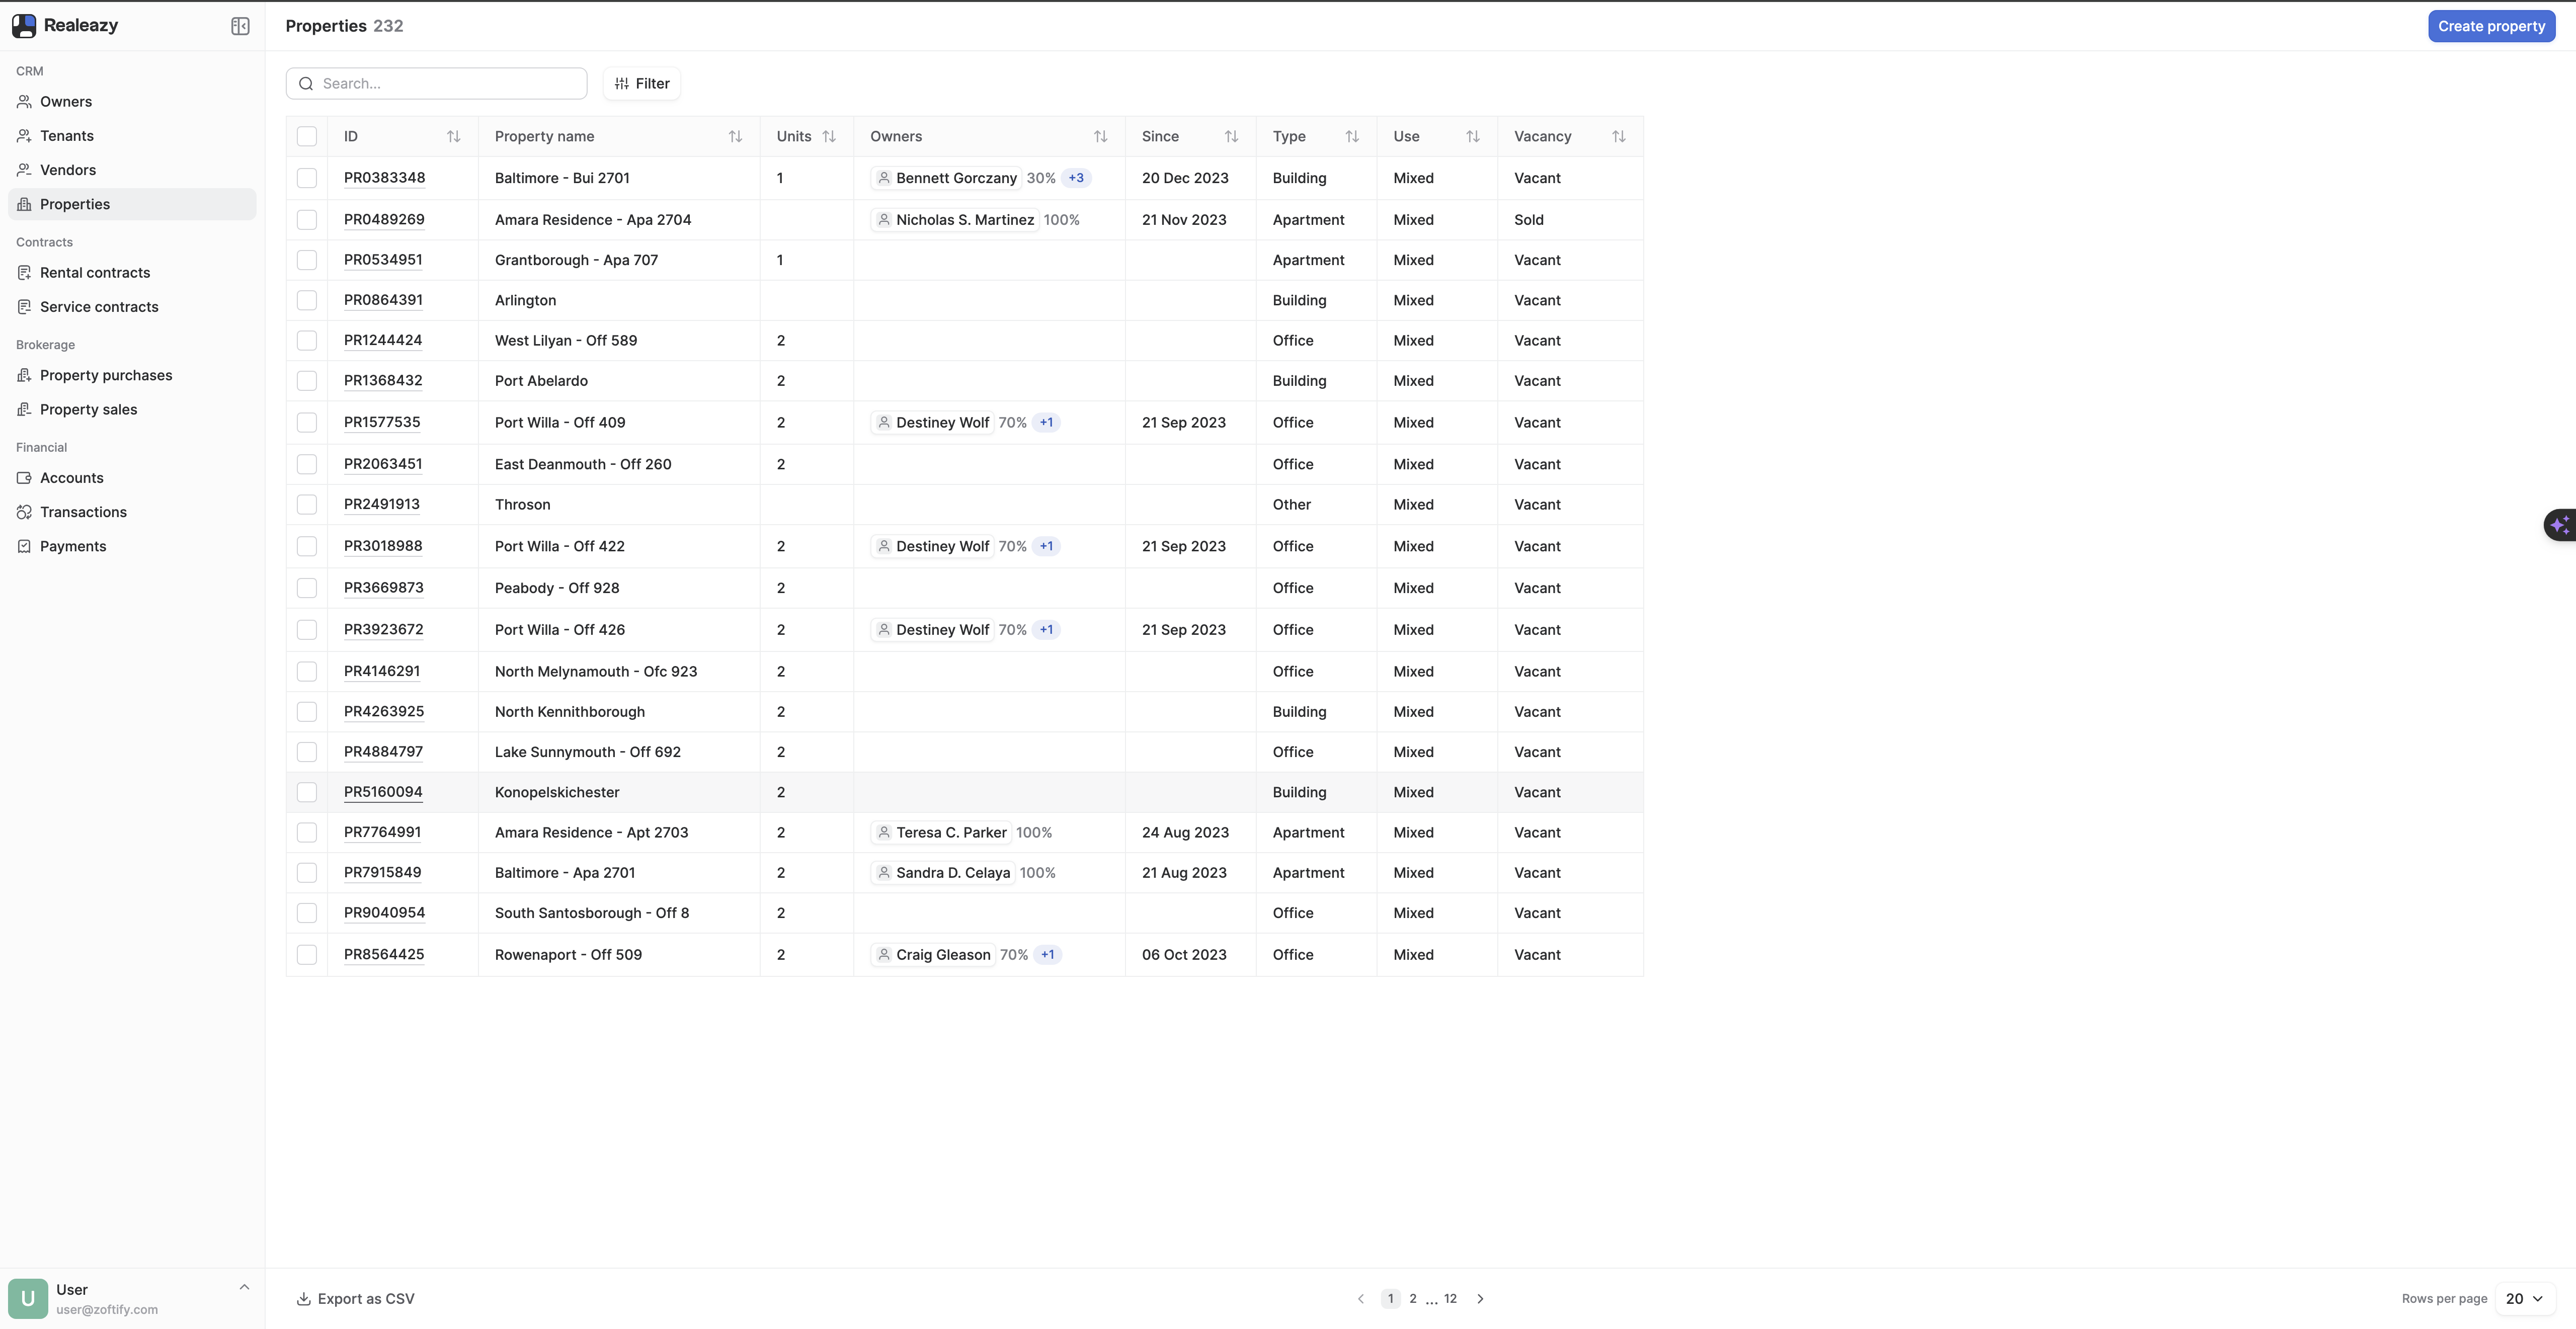 Realeazy
CRM
Owners
Tenants
Vendors
Properties
Contracts
Rental contracts
Service contracts
Brokerage
Property purchases
Property sales
Financial
Accounts
Transactions
Payments
U
User
user@zoftify.com
Properties 232
Create property
Search...
Filter
ID Property name Units Owners Since Type Use Vacancy
PR0383348 Baltimore - Bui 2701 1 Bennett Gorczany 30% +3 20 Dec 2023 Building Mixed Vacant
PR0489269 Amara Residence - Apa 2704 Nicholas S. Martinez 100% 21 Nov 2023 Apartment Mixed Sold
PR0534951 Grantborough - Apa 707 1 Apartment Mixed Vacant
PR0864391 Arlington Building Mixed Vacant
PR1244424 West Lilyan - Off 589 2 Office Mixed Vacant
PR1368432 Port Abelardo 2 Building Mixed Vacant
PR1577535 Port Willa - Off 409 2 Destiney Wolf 70% +1 21 Sep 2023 Office Mixed Vacant
PR2063451 East Deanmouth - Off 260 2 Office Mixed Vacant
PR2491913 Throson Other Mixed Vacant
PR3018988 Port Willa - Off 422 2 Destiney Wolf 70% +1 21 Sep 2023 Office Mixed Vacant
PR3669873 Peabody - Off 928 2 Office Mixed Vacant
PR3923672 Port Willa - Off 426 2 Destiney Wolf 70% +1 21 Sep 2023 Office Mixed Vacant
PR4146291 North Melynamouth - Ofc 923 2 Office Mixed Vacant
PR4263925 North Kennithborough 2 Building Mixed Vacant
PR4884797 Lake Sunnymouth - Off 692 2 Office Mixed Vacant
PR5160094 Konopelskichester 2 Building Mixed Vacant
PR7764991 Amara Residence - Apt 2703 2 Teresa C. Parker 100% 24 Aug 2023 Apartment Mixed Vacant
PR7915849 Baltimore - Apa 2701 2 Sandra D. Celaya 100% 21 Aug 2023 Apartment Mixed Vacant
PR9040954 South Santosborough - Off 8 2 Office Mixed Vacant
PR8564425 Rowenaport - Off 509 2 Craig Gleason 70% +1 06 Oct 2023 Office Mixed Vacant
Export as CSV
1 2 ... 12
Rows per page 20